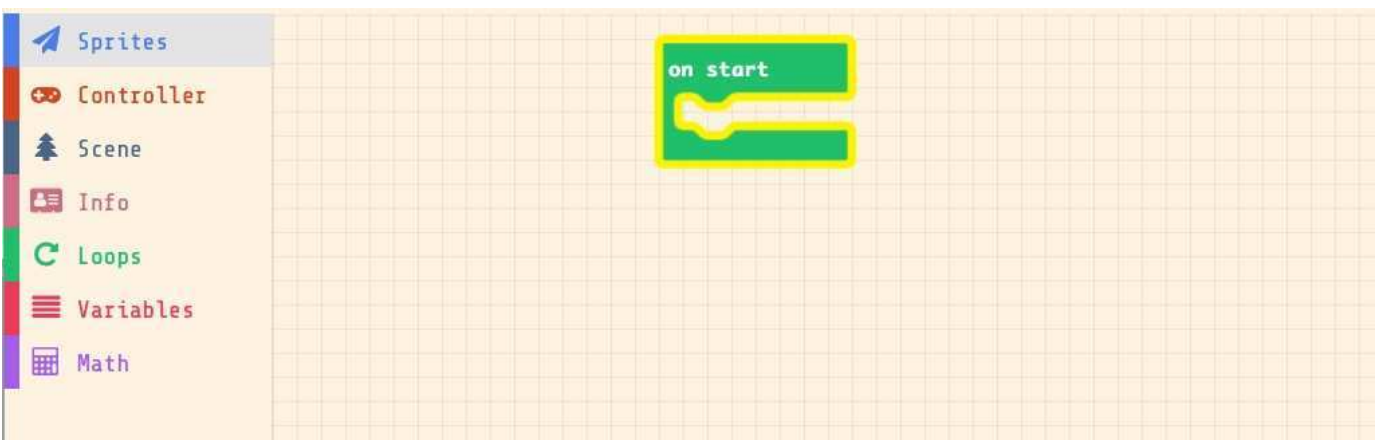 Sprites
Controller
Scene
Info
Loops
Variables
Math
on start